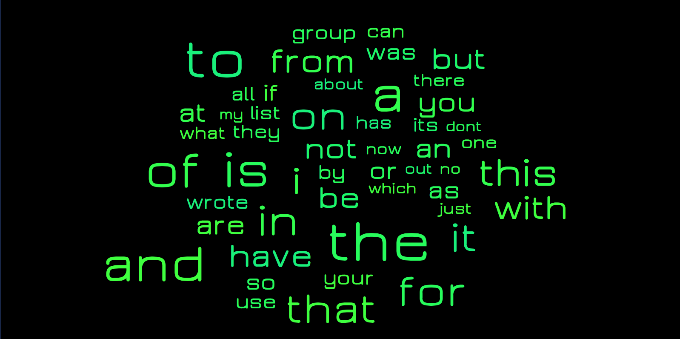 group can
to from was but
about there
all if a you
at my list on has its dont
what they
not now an one
of is i by or out no this
which
wrote be as just with
are in
the it
and have
so your for
use that